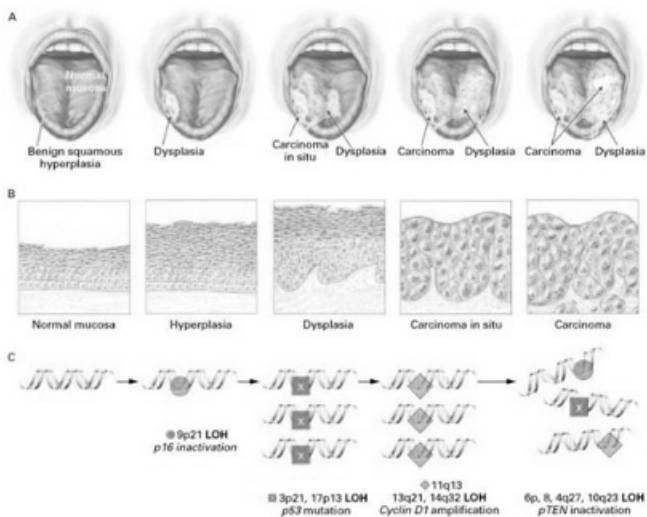 A
Normal
mucosa
Benign squamous
hyperplasia
Dysplasia
Carcinoma
in situ
Dysplasia
Carcinoma
Dysplasia
Carcinoma
Dysplasia
B
Normal mucosa
Hyperplasia
Dysplasia
Carcinoma in situ
Carcinoma
C
9p21 LOH
p16 inactivation
X
X
X
3p21, 17p13 LOH
p53 mutation
11q13
13q21, 14q32 LOH
Cyclin D1 amplification
X
6p, 8, 4q27, 10q23 LOH
pTEN inactivation